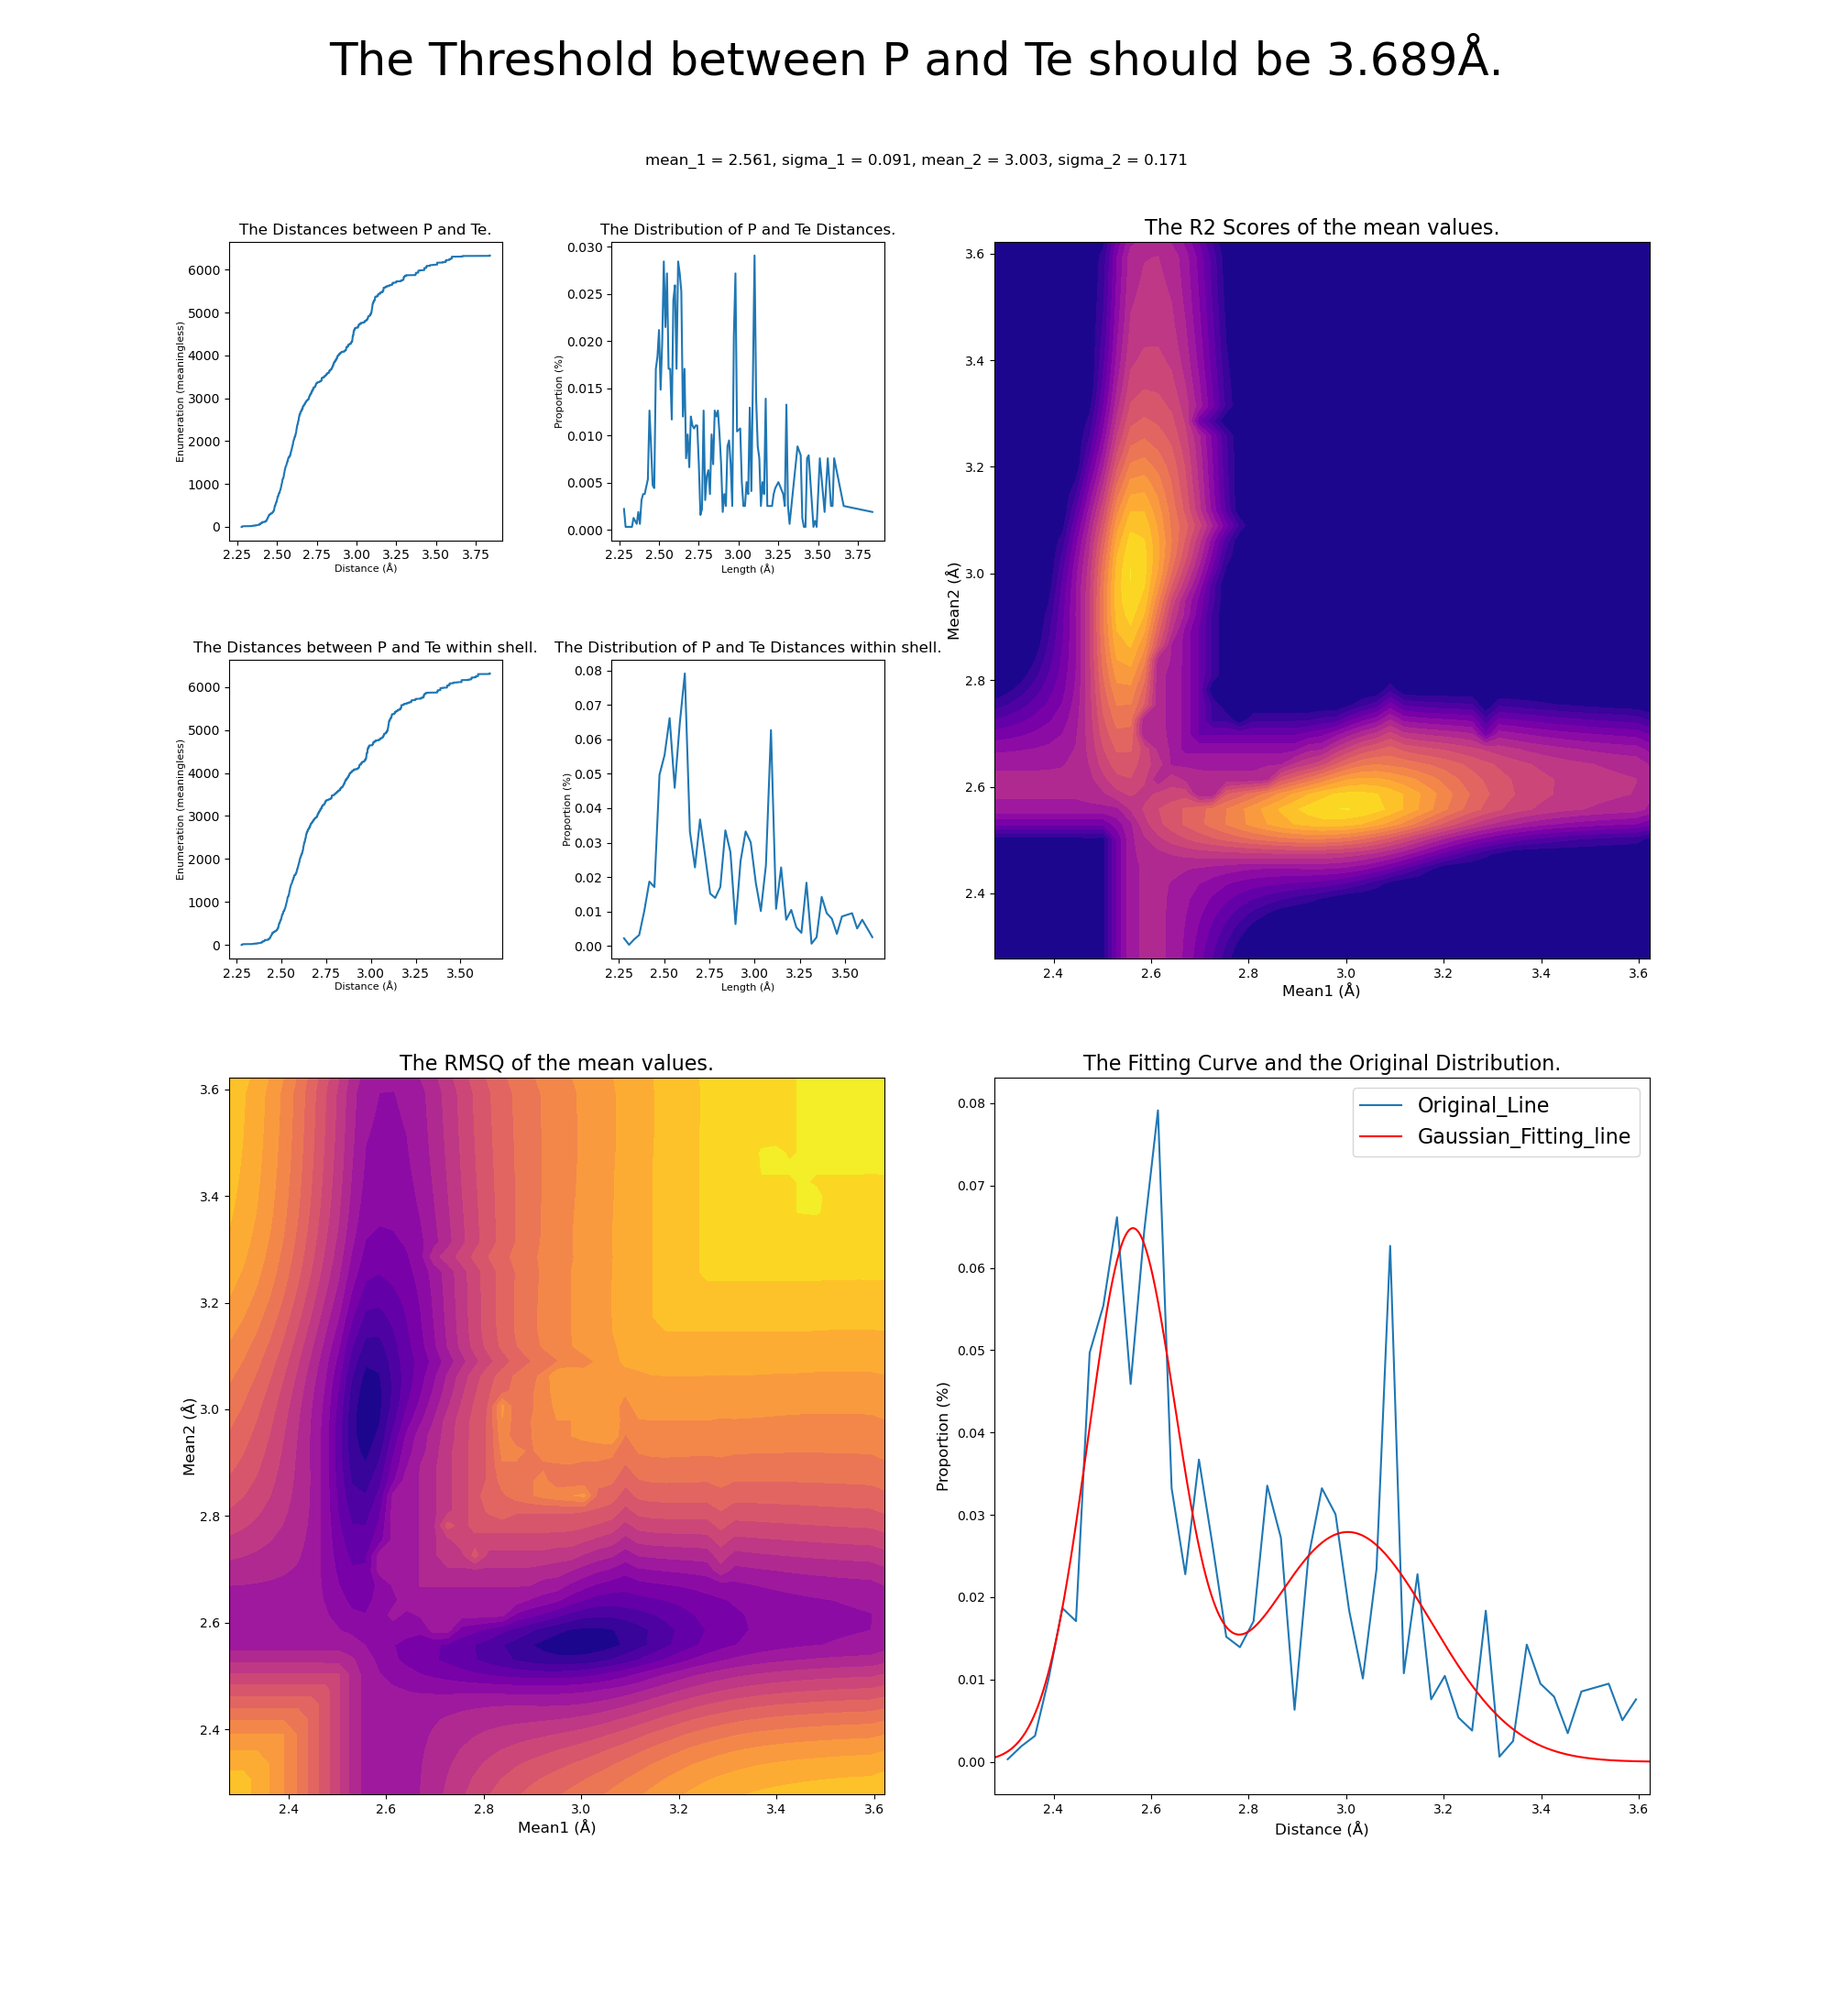 The Threshold between P and Te should be 3.689Å.
mean_1 = 2.561, sigma_1 = 0.091, mean_2 = 3.003, sigma_2 = 0.171
The Distances between P and Te.
Enumeration (meaningless)
6000
5000
4000
3000
2000
1000
0
2.25 2.50 2.75 3.00 3.25 3.50 3.75
Distance (Å)
The Distribution of P and Te Distances.
Proportion (%)
0.030
0.025
0.020
0.015
0.010
0.005
0.000
2.25 2.50 2.75 3.00 3.25 3.50 3.75
Length (Å)
The Distances between P and Te within shell.
Enumeration (meaningless)
6000
5000
4000
3000
2000
1000
0
2.25 2.50 2.75 3.00 3.25 3.50
Distance (Å)
The Distribution of P and Te Distances within shell.
Proportion (%)
0.08
0.07
0.06
0.05
0.04
0.03
0.02
0.01
0.00
2.25 2.50 2.75 3.00 3.25 3.50
Length (Å)
The R2 Scores of the mean values.
Mean2 (Å)
3.6
3.4
3.2
3.0
2.8
2.6
2.4
2.4 2.6 2.8 3.0 3.2 3.4 3.6
Mean1 (Å)
The RMSQ of the mean values.
Mean2 (Å)
3.6
3.4
3.2
3.0
2.8
2.6
2.4
2.4 2.6 2.8 3.0 3.2 3.4 3.6
Mean1 (Å)
The Fitting Curve and the Original Distribution.
Original_Line
Gaussian_Fitting_line
Proportion (%)
0.08
0.07
0.06
0.05
0.04
0.03
0.02
0.01
0.00
2.4 2.6 2.8 3.0 3.2 3.4 3.6
Distance (Å)